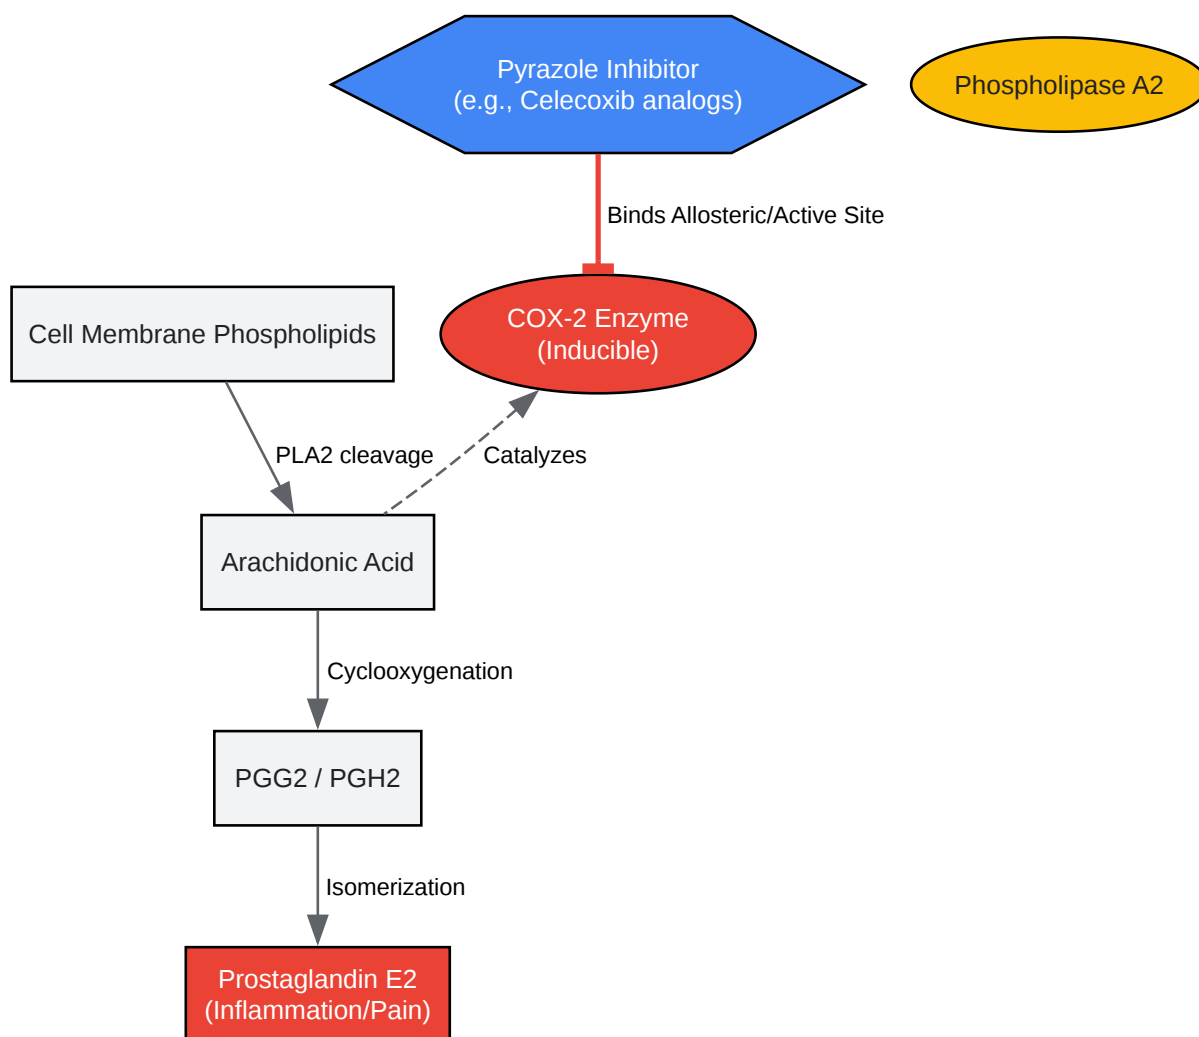 Pyrazole Inhibitor
(e.g., Celecoxib analogs)
Phospholipase A2
Binds Allosteric/Active Site
Cell Membrane Phospholipids
COX-2 Enzyme
(Inducible)
PLA2 cleavage
Catalyzes
Arachidonic Acid
Cyclooxygenation
PGG2 / PGH2
Isomerization
Prostaglandin E2
(Inflammation/Pain)